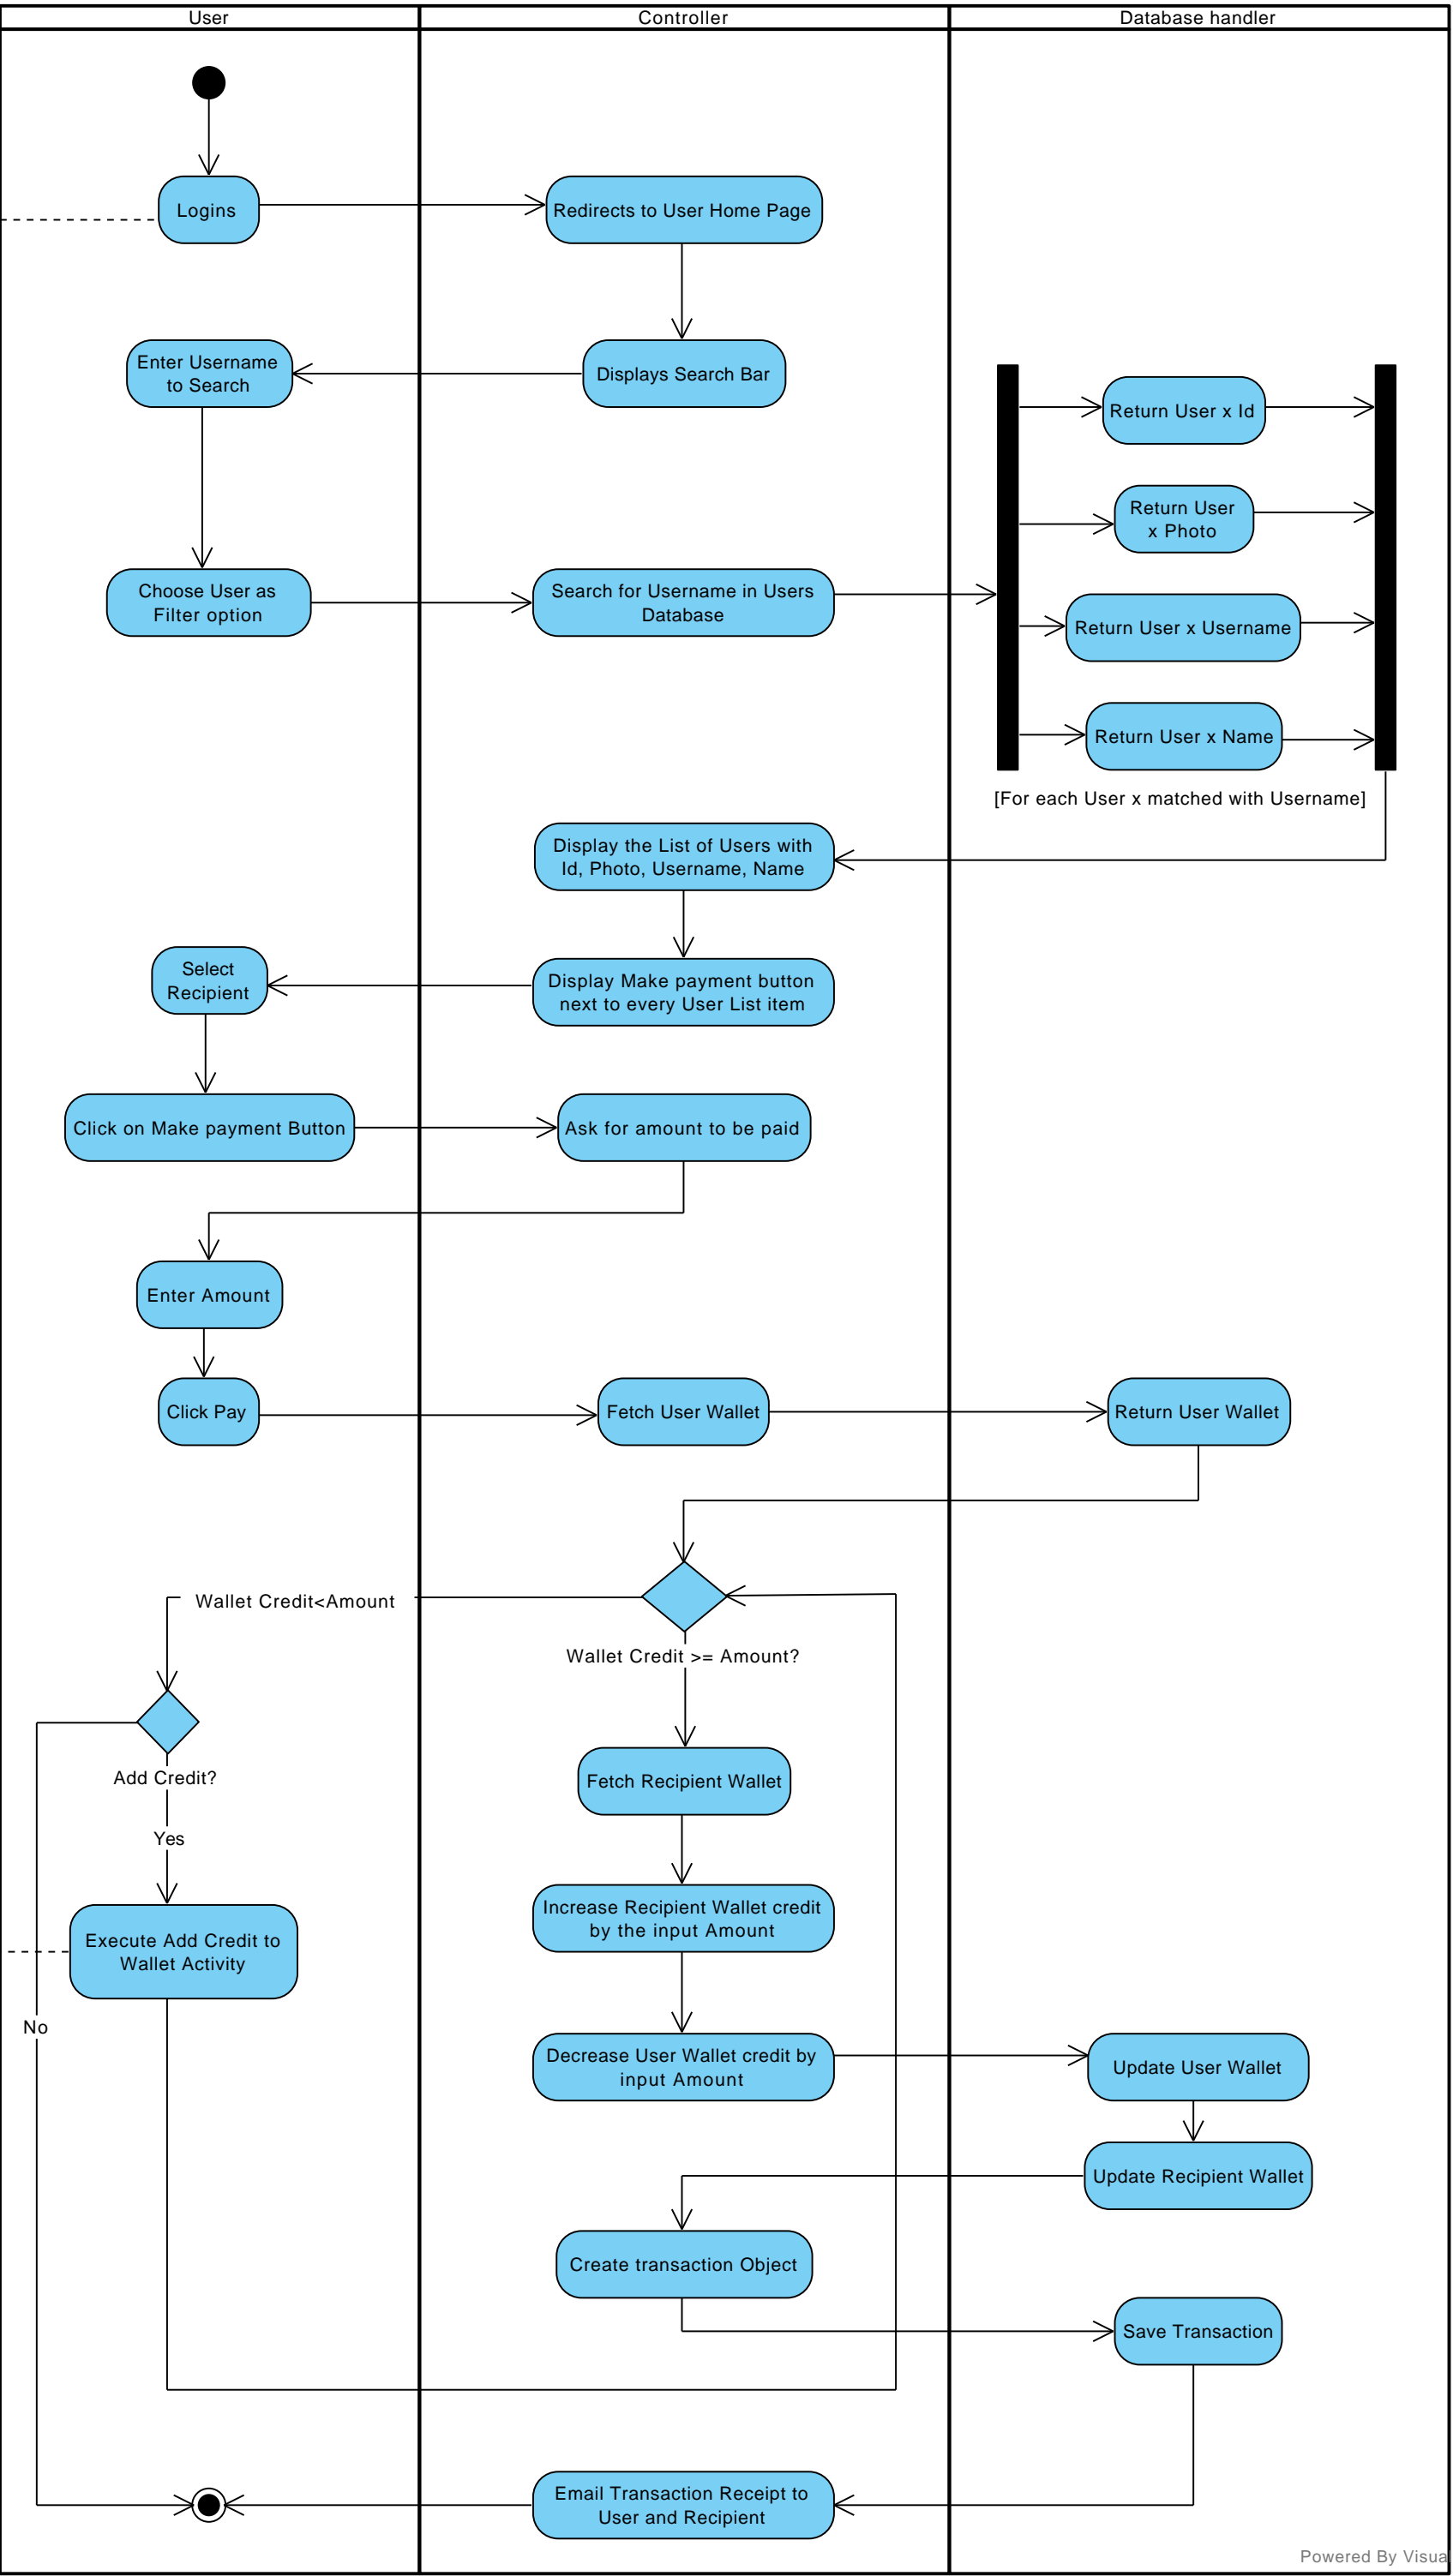 User
Controller
Database handler
Logins
Redirects to User Home Page
Enter Username
to Search
Displays Search Bar
Return User x Id
Return User
x Photo
Choose User as
Filter option
Search for Username in Users
Database
Return User x Username
Return User x Name
[For each User x matched with Username]
Display the List of Users with
Id, Photo, Username, Name
Select
Recipient
Display Make payment button
next to every User List item
Click on Make payment Button
Ask for amount to be paid
Enter Amount
Click Pay
Fetch User Wallet
Return User Wallet
Wallet Credit<Amount
Wallet Credit >= Amount?
Add Credit?
Fetch Recipient Wallet
Yes
Increase Recipient Wallet credit
by the input Amount
Execute Add Credit to
Wallet Activity
No
Decrease User Wallet credit by
input Amount
Update User Wallet
Update Recipient Wallet
Create transaction Object
Save Transaction
Email Transaction Receipt to
User and Recipient
Powered By Visua